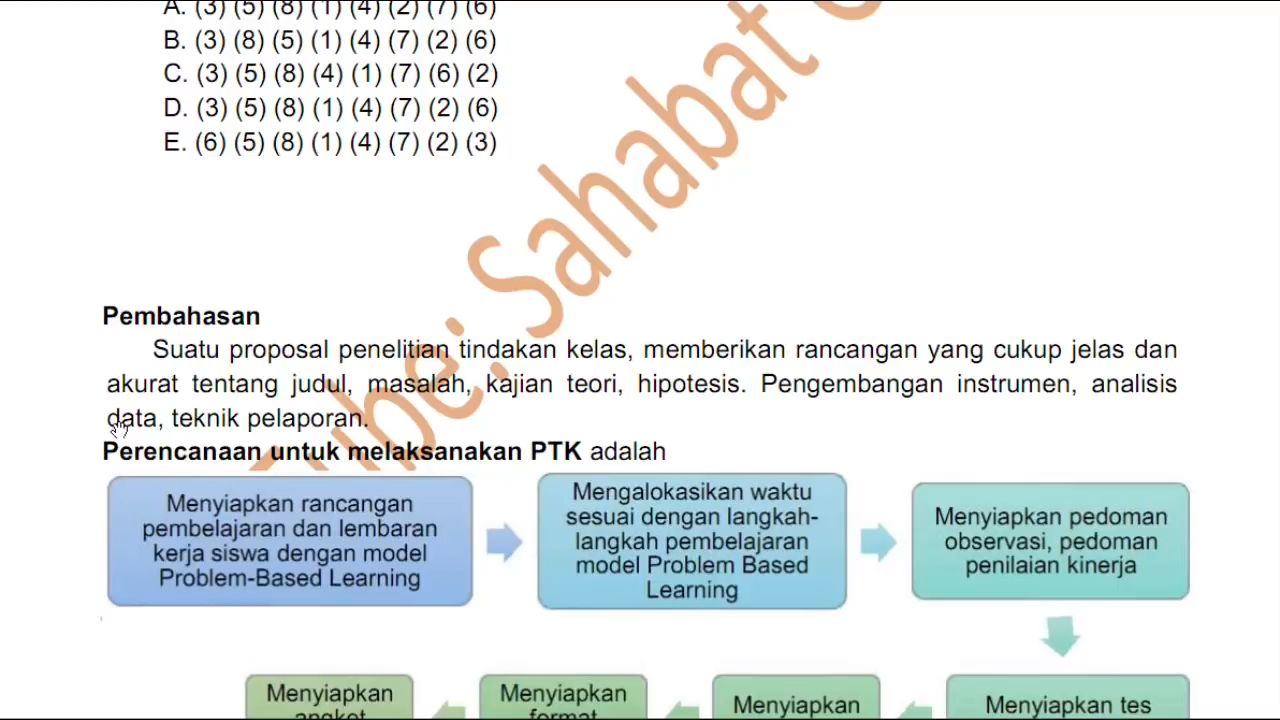 A. (3) (5) (8) (1) (4) (2) (7) (6)
B. (3) (8) (5) (1) (4) (7) (2) (6)
C. (3) (5) (8) (4) (1) (7) (6) (2)
D. (3) (5) (8) (1) (4) (7) (2) (6)
E. (6) (5) (8) (1) (4) (7) (2) (3)
Sahabat
Pembahasan
Suatu proposal penelitian tindakan kelas, memberikan rancangan yang cukup jelas dan
akurat tentang judul, masalah, kajian teori, hipotesis. Pengembangan instrumen, analisis
data, teknik pelaporan.
Perencanaan untuk melaksanakan PTK adalah
Menyiapkan rancangan
pembelajaran dan lembaran
kerja siswa dengan model
Problem-Based Learning
Mengalokasikan waktu
sesuai dengan langkah-
langkah pembelajaran
model Problem Based
Learning
Menyiapkan pedoman
observasi, pedoman
penilaian kinerja
Menyiapkan tes
Menyiapkan
Menyiapkan
format
Menyiapkan
angket